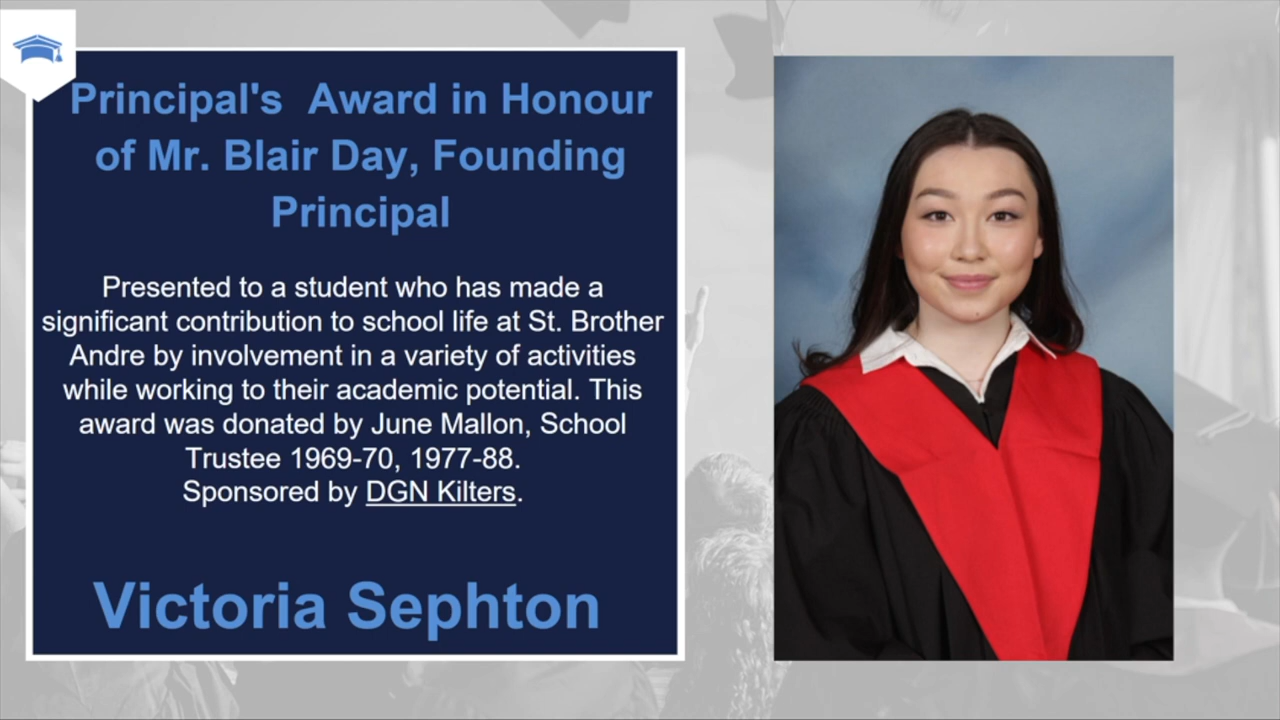 Principal's  Award in Honour
of Mr. Blair Day, Founding
Principal
Presented to a student who has made a
significant contribution to school life at St. Brother
Andre by involvement in a variety of activities
while working to their academic potential. This
award was donated by June Mallon, School
Trustee 1969-70, 1977-88.
Sponsored by DGN Kilters.
Victoria Sephton